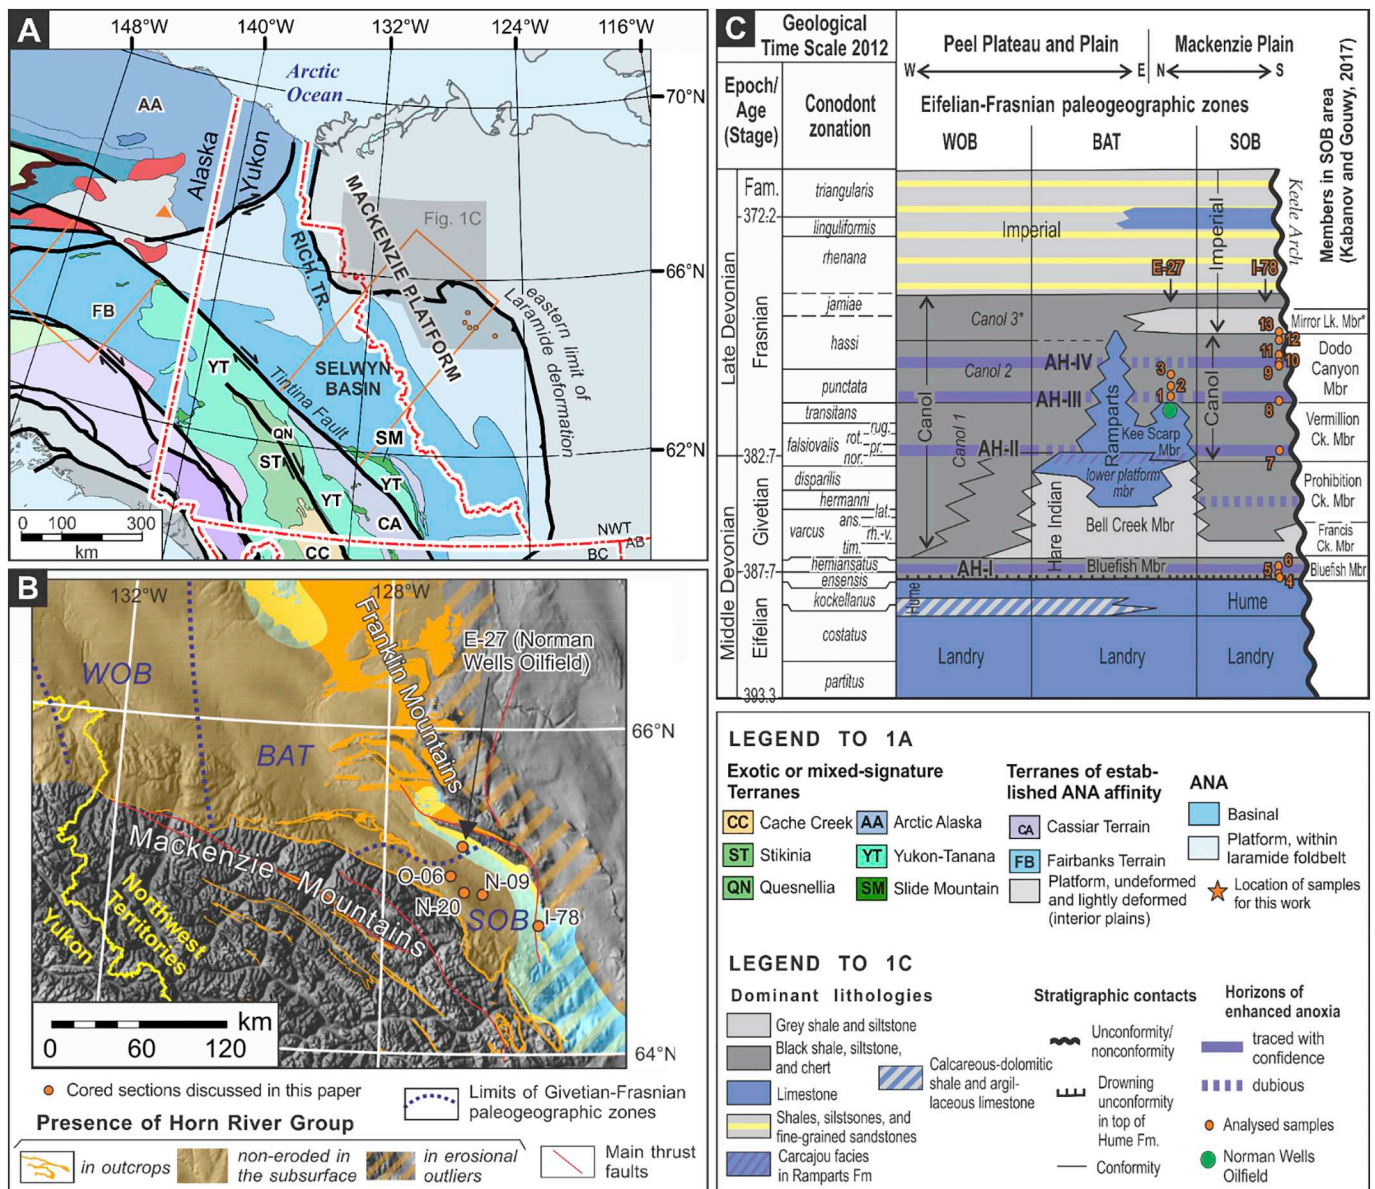 A
148°W
140°W
132°W
124°W
116°W
Arctic
Ocean
70°N
66°N
62°N
AA
Alaska
Yukon
MACKENZIE PLATFORM
Fig. 1C
RICH. TR.
FB
YT
SELWYN
BASIN
Tintina Fault
eastern limit of
Laramide deformation
QN
STi
SM
YT
YT
CA
CC
0 100 300
km
NWT
BC
AB
B
132°W
128°W
Franklin Mountains
E-27 (Norman
Wells Oilfield)
WOB
BAT
66°N
Mackenzie Mountains
O-06
N-09
N-20
SOB
I-78
Northwest
Territories
Yukon
km
0 60 120
64°N
Cored sections discussed in this paper
Limits of Givetian-Frasnian
paleogeographic zones
Presence of Horn River Group
in outcrops
non-eroded in
the subsurface
in erosional
outliers
Main thrust
faults
C
Geological
Time Scale 2012
Peel Plateau and Plain
Mackenzie Plain
W E N S
Epoch/
Age
(Stage)
Conodont
zonation
Eifelian-Frasnian paleogeographic zones
WOB
BAT
SOB
Members in SOB area
(Kabanov and Gouwy, 2017)
Keele Arch
Late Devonian
Middle Devonian
Fam.
372.2
Frasnian
382.7
Givetian
387.7
Eifelian
393.3
triangularis
linguliformis
rhenana
jamiae
hassi
punctata
transitans
falsiovalis
rot.
nor.
rug.
pr.
disparilis
hermanni
varcus
ans.
tim.
lat.
rh.-v.
hemiansatus
ensensis
kockellanus
costatus
partitus
Imperial
Imperial
E-27
I-78
Canol 3*
Canol 2
Canol 1
Canol
Canol
AH-IV
AH-III
AH-II
AH-I
Ramparts
Kee Scarp
Mbr
lower platform
mbr
Hare Indian
Bell Creek Mbr
Bluefish Mbr
Hume
Hume
Landry
Landry
Landry
3
2
1
13
12
11
10
9
8
7
6
5
4
Mirror Lk. Mbr*
Dodo
Canyon
Mbr
Vermillion
Ck. Mbr
Prohibition
Ck. Mbr
Francis
Ck. Mbr
Bluefish Mbr
LEGEND TO 1A
Exotic or mixed-signature
Terranes
CC Cache Creek
ST Stikinia
QN Quesnellia
AA Arctic Alaska
YT Yukon-Tanana
SM Slide Mountain
Terranes of estab-
lished ANA affinity
CA Cassiar Terrain
FB Fairbanks Terrain
Platform, undeformed
and lightly deformed
(interior plains)
ANA
Basinal
Platform, within
laramide foldbelt
Location of samples
for this work
LEGEND TO 1C
Dominant lithologies
Grey shale and siltstone
Black shale, siltstone,
and chert
Limestone
Shales, silstsones, and
fine-grained sandstones
Carcajou facies
in Ramparts Fm
Calcareous-dolomitic
shale and argil-
laceous limestone
Stratigraphic contacts
Unconformity/
nonconformity
Drowning
unconformity
in top of
Hume Fm.
Conformity
Horizons of
enhanced anoxia
traced with
confidence
dubious
Analysed samples
Norman Wells
Oilfield